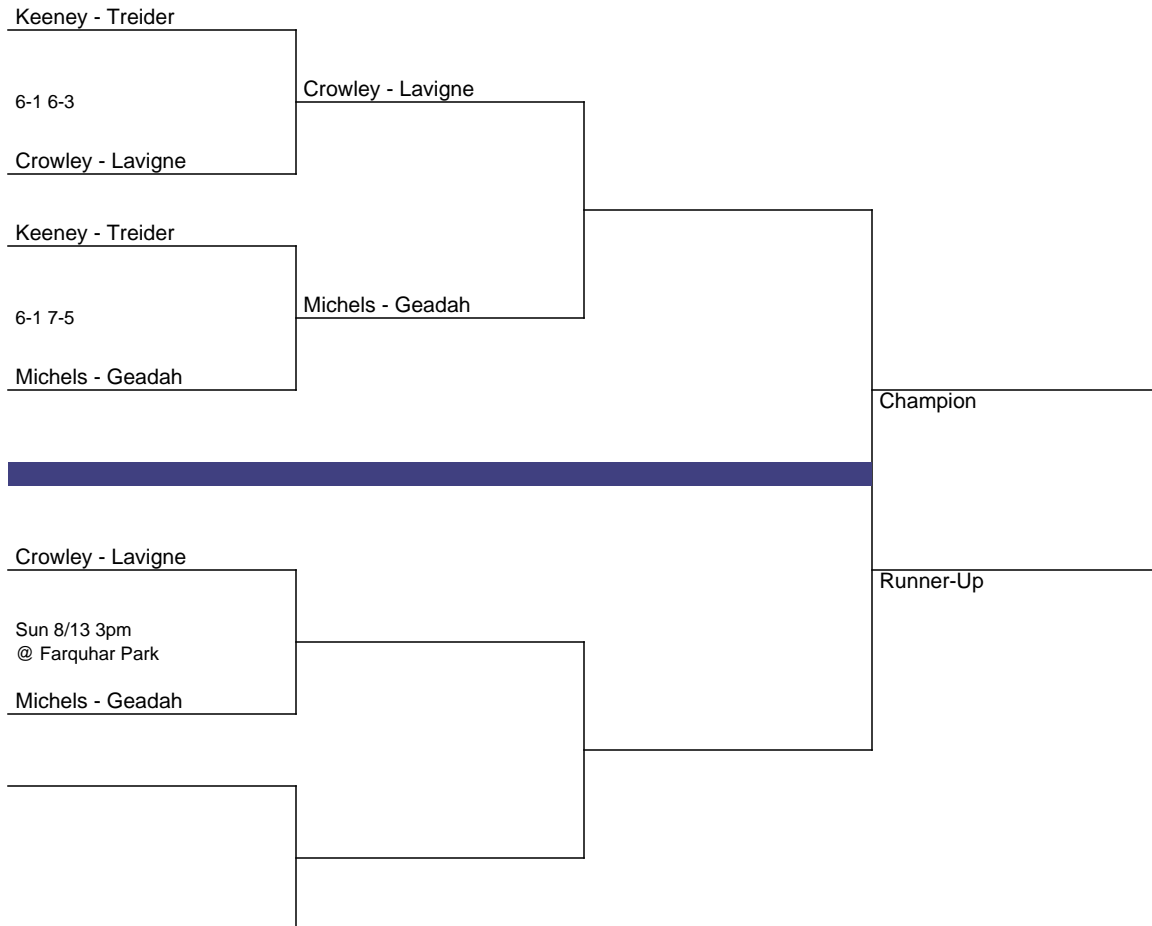 Keeney - Treider
6-1 6-3
Crowley - Lavigne
Crowley - Lavigne
Keeney - Treider
6-1 7-5
Michels - Geadah
Michels - Geadah
Champion
Crowley - Lavigne
Sun 8/13 3pm
@ Farquhar Park
Michels - Geadah
Runner-Up